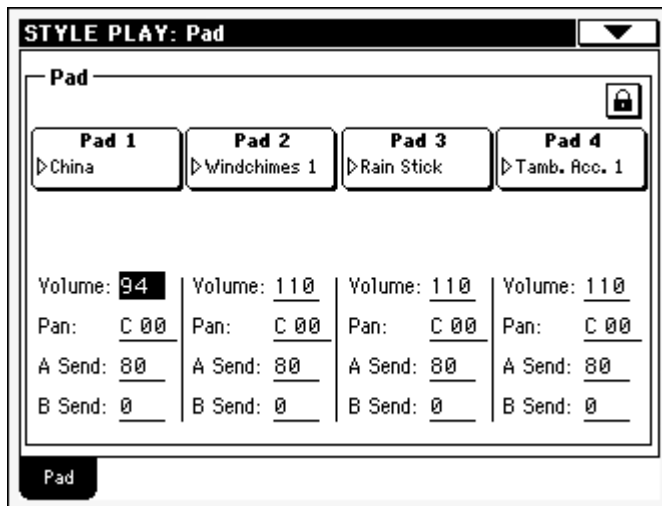 STYLE PLAY: Pad
Pad
Pad 1 Pad 2 Pad 3 Pad 4
China Windchimes 1 Rain Stick Tamb. Acc. 1
Volume: 94 Volume: 110 Volume: 110 Volume: 110
Pan: C 00 Pan: C 00 Pan: C 00 Pan: C 00
A Send: 80 A Send: 80 A Send: 80 A Send: 80
B Send: 0 B Send: 0 B Send: 0 B Send: 0
Pad